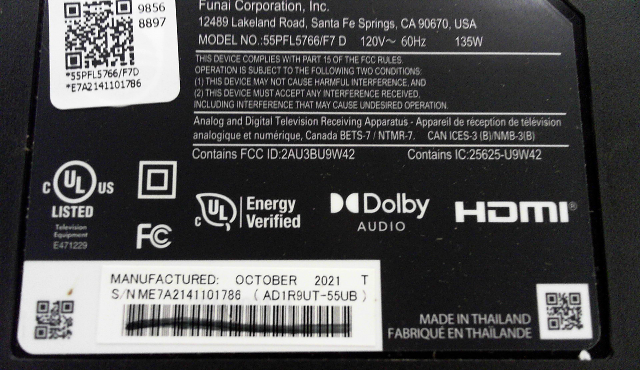 9856
8897
*55PFL5766/F7D
*E7A2141101786
Funai Corporation, Inc.
12489 Lakeland Road, Santa Fe Springs, CA 90670, USA
MODEL NO.:55PFL5766/F7 D 120V~ 60Hz 135W
THIS DEVICE COMPLIES WITH PART 15 OF THE FCC RULES.
OPERATION IS SUBJECT TO THE FOLLOWING TWO CONDITIONS:
(1) THIS DEVICE MAY NOT CAUSE HARMFUL INTERFERENCE, AND
(2) THIS DEVICE MUST ACCEPT ANY INTERFERENCE RECEIVED,
INCLUDING INTERFERENCE THAT MAY CAUSE UNDESIRED OPERATION.
Analog and Digital Television Receiving Apparatus - Appareil de réception de télévision
analogique et numérique, Canada BETS-7 / NTMR-7. CAN ICES-3 (B)/NMB-3(B)
Contains FCC ID:2AU3BU9W42 Contains IC:25625-U9W42
C UL US
LISTED
Television
Equipment
E471229
FC
C UL Energy
Verified
Dolby
AUDIO
HDMI®
MANUFACTURED: OCTOBER 2021 T
S/N ME7A2141101786 ( AD1R9UT-55UB )
MADE IN THAILAND
FABRIQUÉ EN THAÏLANDE